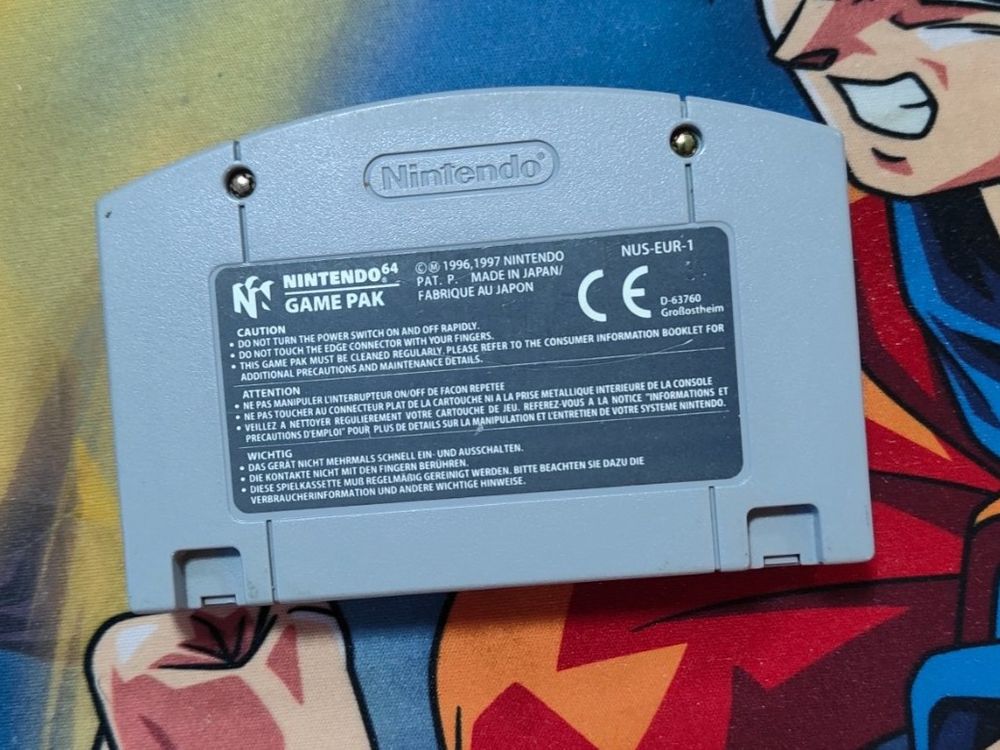 Nintendo®
NINTENDO 64
GAME PAK
©Ⓜ 1996,1997 NINTENDO
PAT. P. MADE IN JAPAN/
FABRIQUE AU JAPON
NUS-EUR-1
CE
D-63760
Großostheim
CAUTION
• DO NOT TURN THE POWER SWITCH ON AND OFF RAPIDLY.
• DO NOT TOUCH THE EDGE CONNECTOR WITH YOUR FINGERS.
• THIS GAME PAK MUST BE CLEANED REGULARLY. PLEASE REFER TO THE CONSUMER INFORMATION BOOKLET FOR
ADDITIONAL PRECAUTIONS AND MAINTENANCE DETAILS.
ATTENTION
• NE PAS MANIPULER L'INTERRUPTEUR ON/OFF DE FACON REPETEE
• NE PAS TOUCHER AU CONNECTEUR PLAT DE LA CARTOUCHE NI A LA PRISE METALLIQUE INTERIEURE DE LA CONSOLE
• VEILLEZ A NETTOYER REGULIEREMENT VOTRE CARTOUCHE DE JEU. REFEREZ-VOUS A LA NOTICE "INFORMATIONS ET
PRECAUTIONS D'EMPLOI" POUR PLUS DE DETAILS SUR LA MANIPULATION ET L'ENTRETIEN DE VOTRE SYSTEME NINTENDO.
WICHTIG
• DAS GERÄT NICHT MEHRMALS SCHNELL EIN- UND AUSSCHALTEN.
• DIE KONTAKTE NICHT MIT DEN FINGERN BERÜHREN.
• DIESE SPIELKASSETTE MUß REGELMÄßIG GEREINIGT WERDEN. BITTE BEACHTEN SIE DAZU DIE
VERBRAUCHERINFORMATION UND ANDERE WICHTIGE HINWEISE.